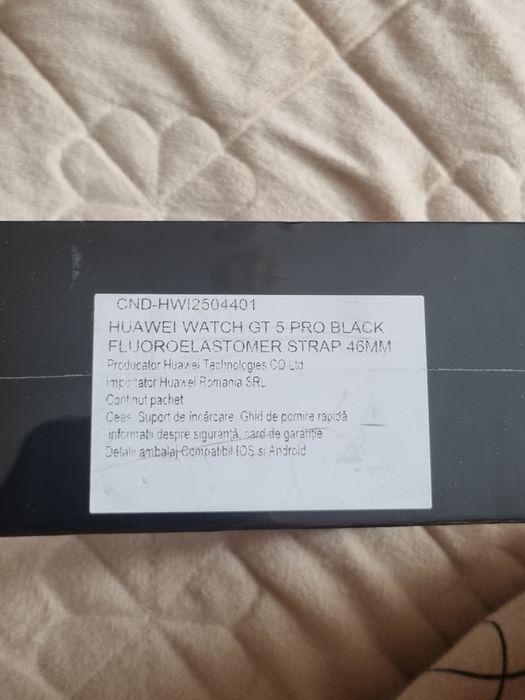 CND-HWI2504401
HUAWEI WATCH GT 5 PRO BLACK
FLUOROELASTOMER STRAP 46MM
Producator Huawei Technologies CO Ltd
Importator Huawei Romania SRL
Continut pachet
Ceas, Suport de incărcare, Ghid de pornire rapidă
informatii despre siguranță, card de garanție
Detalii ambalaj Compatibil IOS si Android